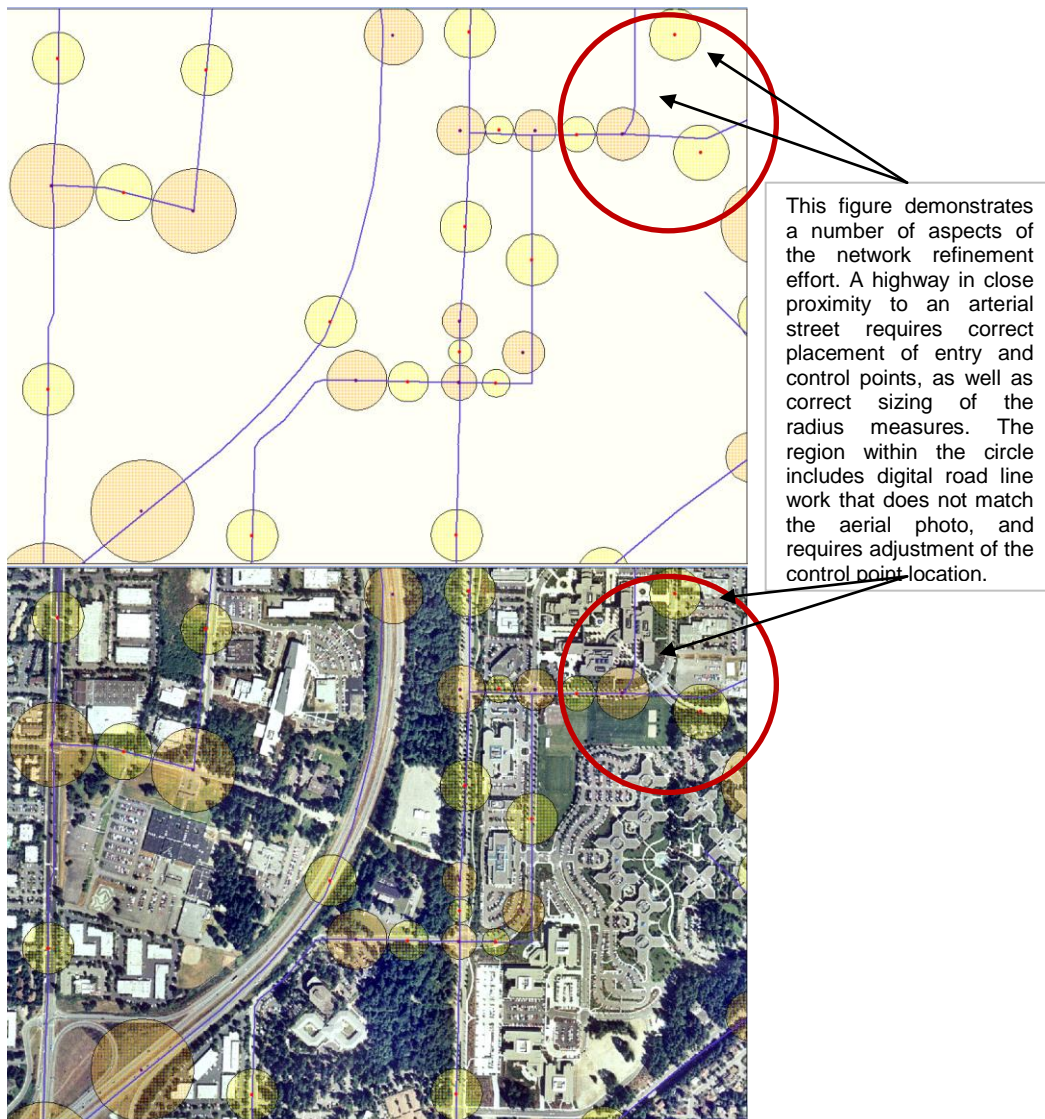 This figure demonstrates
a number of aspects of
the network refinement
effort. A highway in close
proximity to an arterial
street requires correct
placement of entry and
control points, as well as
correct sizing of the
radius measures. The
region within the circle
includes digital road line
work that does not match
the aerial photo, and
requires adjustment of the
control point location.